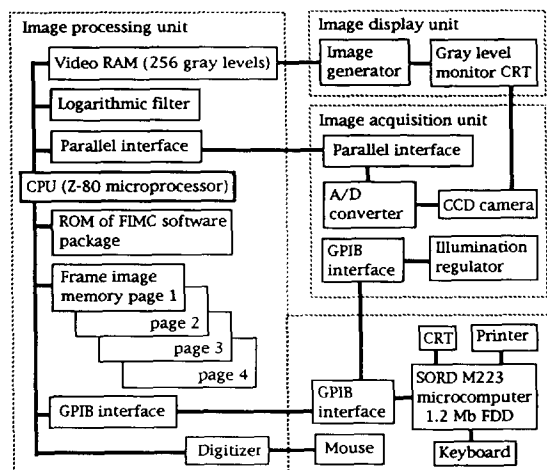 Image processing unit
Video RAM (256 gray levels)
Logarithmic filter
Parallel interface
CPU (Z-80 microprocessor)
ROM of FIMC software
package
Frame image
memory page 1
page 2
page 3
page 4
GPIB interface
Digitizer
Image display unit
Image
generator
Gray level
monitor CRT
Image acquisition unit
Parallel interface
A/D
converter
CCD camera
GPIB
interface
Illumination
regulator
CRT
Printer
GPIB
interface
SORD M223
microcomputer
1.2 Mb FDD
Mouse
Keyboard